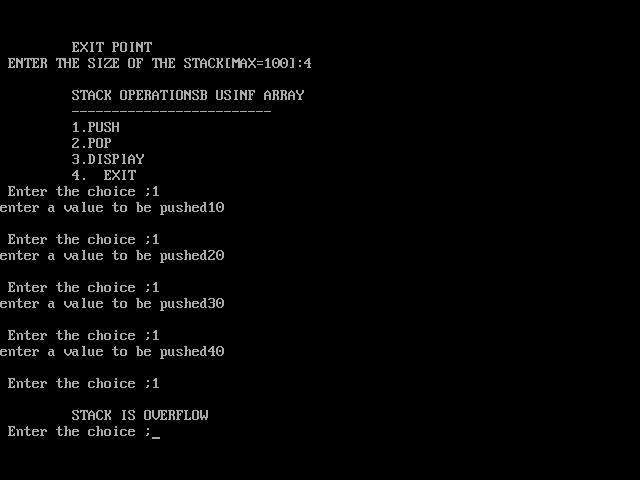 EXIT POINT
ENTER THE SIZE OF THE STACK[MAX=100]:4
STACK OPERATIONSB USINF ARRAY
-------------------------
1.PUSH
2.POP
3.DISPlAY
4.  EXIT
Enter the choice ;1
enter a value to be pushed10
Enter the choice ;1
enter a value to be pushed20
Enter the choice ;1
enter a value to be pushed30
Enter the choice ;1
enter a value to be pushed40
Enter the choice ;1
STACK IS OVERFLOW
Enter the choice ;_